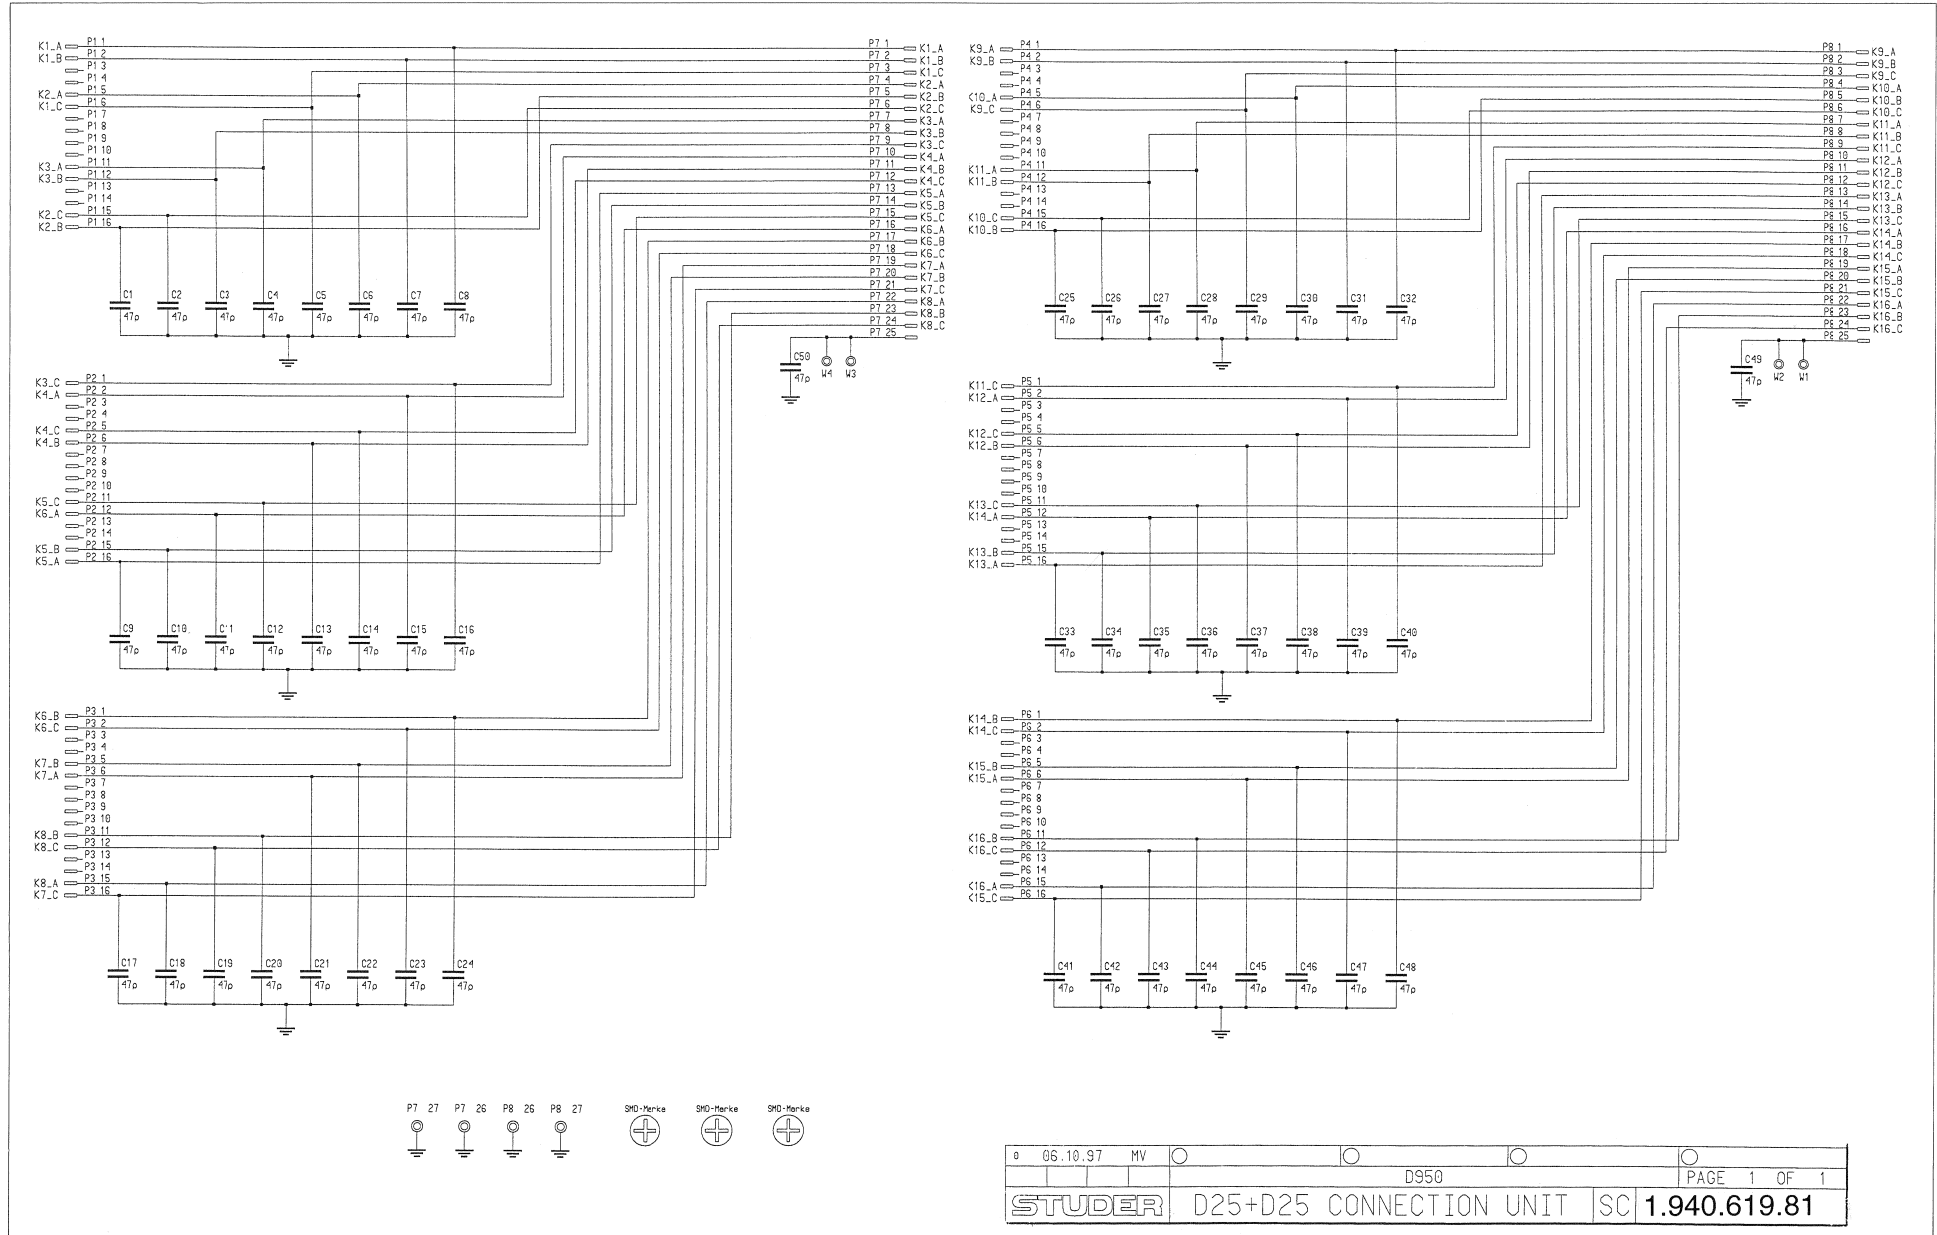 K1_A P1 1
K1_B P1 2
P1 3
P1 4
K2_A P1 5
K1_C P1 6
P1 7
P1 8
P1 9
P1 10
K3_A P1 11
K3_B P1 12
P1 13
P1 14
K2_C P1 15
K2_B P1 16
C1 C2 C3 C4 C5 C6 C7 C8
47p 47p 47p 47p 47p 47p 47p 47p
K3_C P2 1
K4_A P2 2
P2 3
P2 4
K4_C P2 5
K4_B P2 6
P2 7
P2 8
P2 9
P2 10
K5_C P2 11
K6_A P2 12
P2 13
P2 14
K5_B P2 15
K5_A P2 16
C9 C10 C11 C12 C13 C14 C15 C16
47p 47p 47p 47p 47p 47p 47p 47p
K6_B P3 1
K6_C P3 2
P3 3
P3 4
K7_B P3 5
K7_A P3 6
P3 7
P3 8
P3 9
P3 10
K8_B P3 11
K8_C P3 12
P3 13
P3 14
K8_A P3 15
K7_C P3 16
C17 C18 C19 C20 C21 C22 C23 C24
47p 47p 47p 47p 47p 47p 47p 47p
P7 1 K1_A
P7 2 K1_B
P7 3 K1_C
P7 4 K2_A
P7 5 K2_B
P7 6 K2_C
P7 7 K3_A
P7 8 K3_B
P7 9 K3_C
P7 10 K4_A
P7 11 K4_B
P7 12 K4_C
P7 13 K5_A
P7 14 K5_B
P7 15 K5_C
P7 16 K6_A
P7 17 K6_B
P7 18 K6_C
P7 19 K7_A
P7 20 K7_B
P7 21 K7_C
P7 22 K8_A
P7 23 K8_B
P7 24 K8_C
P7 25
C50
47p W4 W3
K9_A P4 1
K9_B P4 2
P4 3
P4 4
K10_A P4 5
K9_C P4 6
P4 7
P4 8
P4 9
P4 10
K11_A P4 11
K11_B P4 12
P4 13
P4 14
K10_C P4 15
K10_B P4 16
C25 C26 C27 C28 C29 C30 C31 C32
47p 47p 47p 47p 47p 47p 47p 47p
K11_C P5 1
K12_A P5 2
P5 3
P5 4
K12_C P5 5
K12_B P5 6
P5 7
P5 8
P5 9
P5 10
K13_C P5 11
K14_A P5 12
P5 13
P5 14
K13_B P5 15
K13_A P5 16
C33 C34 C35 C36 C37 C38 C39 C40
47p 47p 47p 47p 47p 47p 47p 47p
K14_B P6 1
K14_C P6 2
P6 3
P6 4
K15_B P6 5
K15_A P6 6
P6 7
P6 8
P6 9
P6 10
K16_B P6 11
K16_C P6 12
P6 13
P6 14
K16_A P6 15
K15_C P6 16
C41 C42 C43 C44 C45 C46 C47 C48
47p 47p 47p 47p 47p 47p 47p 47p
P8 1 K9_A
P8 2 K9_B
P8 3 K9_C
P8 4 K10_A
P8 5 K10_B
P8 6 K10_C
P8 7 K11_A
P8 8 K11_B
P8 9 K11_C
P8 10 K12_A
P8 11 K12_B
P8 12 K12_C
P8 13 K13_A
P8 14 K13_B
P8 15 K13_C
P8 16 K14_A
P8 17 K14_B
P8 18 K14_C
P8 19 K15_A
P8 20 K15_B
P8 21 K15_C
P8 22 K16_A
P8 23 K16_B
P8 24 K16_C
P8 25
C49
47p W2 W1
P7 27 P7 26 P8 26 P8 27
SMD-Marke SMD-Marke SMD-Marke
0 06.10.97 MV
D950 PAGE 1 OF 1
STUDER D25+D25 CONNECTION UNIT SC 1.940.619.81